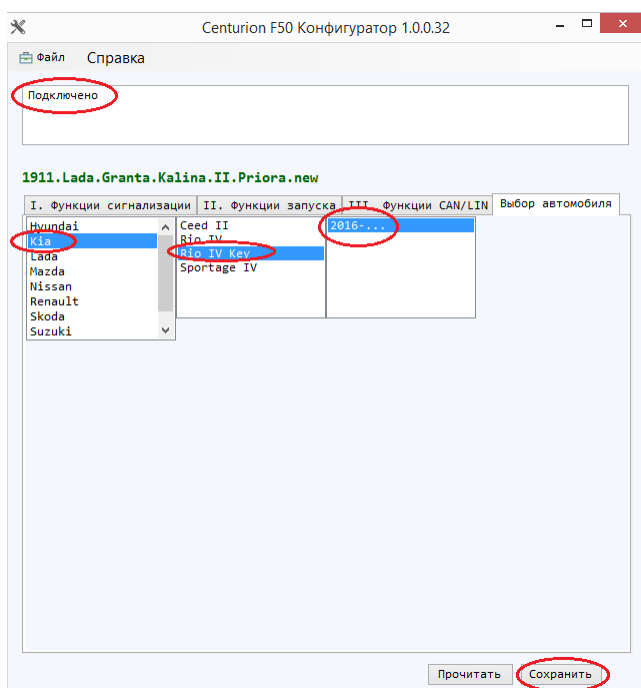 Centurion F50 Конфигуратор 1.0.0.32
Файл Справка
Подключено
1911.Lada.Granta.Kalina.II.Priora.new
I. Функции сигнализации II. Функции запуска III. Функции CAN/LIN Выбор автомобиля
Hyundai Ceed II 2016-...
Kia Rio IV
Lada Rio IV Key
Mazda Sportage IV
Nissan
Renault
Skoda
Suzuki
Прочитать Сохранить